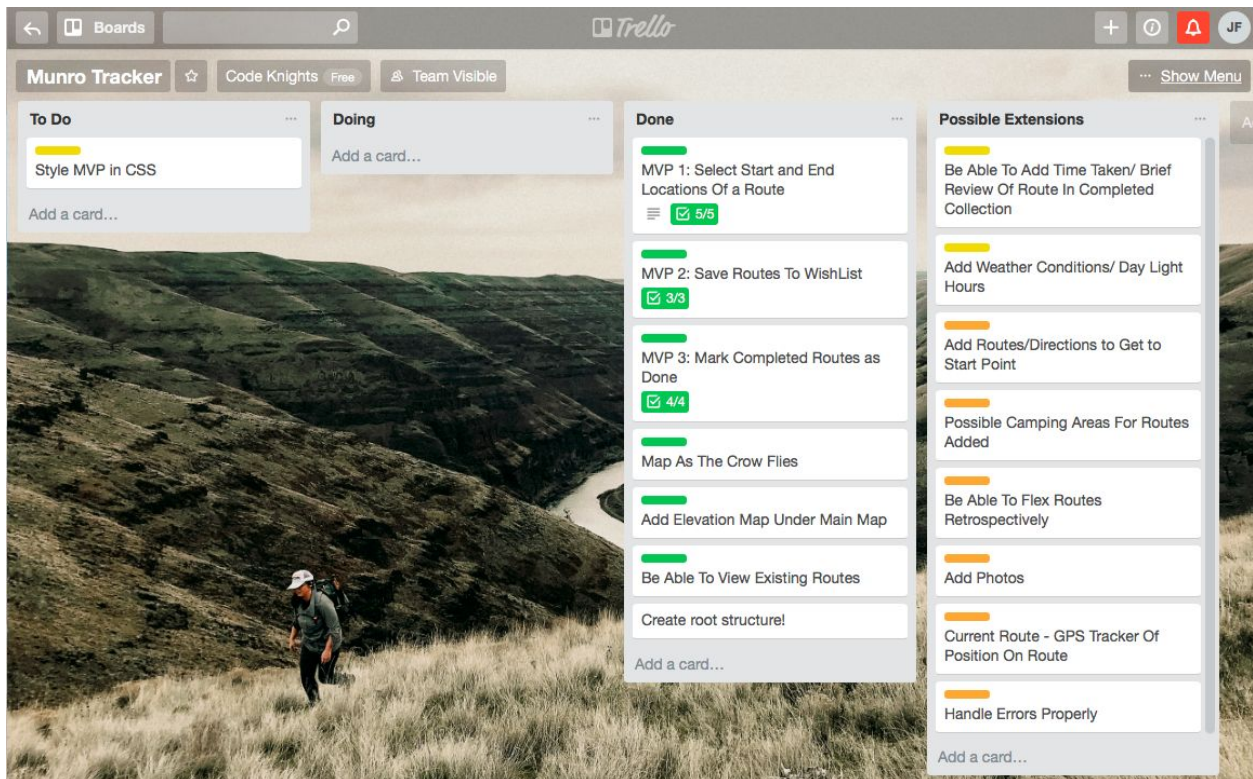 Boards
Trello
JF
Munro Tracker
Code Knights Free
Team Visible
... Show Menu
To Do
...
Style MVP in CSS
Add a card...
Doing
...
Add a card...
Done
...
MVP 1: Select Start and End
Locations Of a Route
5/5
MVP 2: Save Routes To WishList
3/3
MVP 3: Mark Completed Routes as
Done
4/4
Map As The Crow Flies
Add Elevation Map Under Main Map
Be Able To View Existing Routes
Create root structure!
Add a card...
Possible Extensions
...
Be Able To Add Time Taken/ Brief
Review Of Route In Completed
Collection
Add Weather Conditions/ Day Light
Hours
Add Routes/Directions to Get to
Start Point
Possible Camping Areas For Routes
Added
Be Able To Flex Routes
Retrospectively
Add Photos
Current Route - GPS Tracker Of
Position On Route
Handle Errors Properly
Add a card...